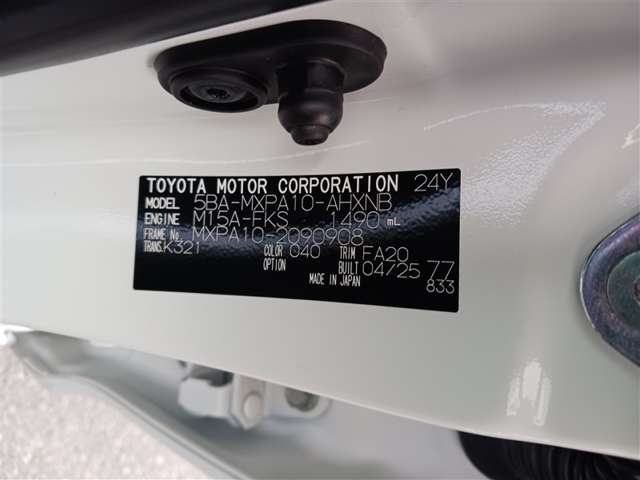 TOYOTA MOTOR CORPORATION 24Y
MODEL 5BA-MXPA10-AHXNB
ENGINE M15A-FKS 1490 mL
FRAME No. MXPA10-2090908
TRANS. K321 COLOR 040 TRIM FA20
OPTION BUILT 04/25 77
MADE IN JAPAN 833